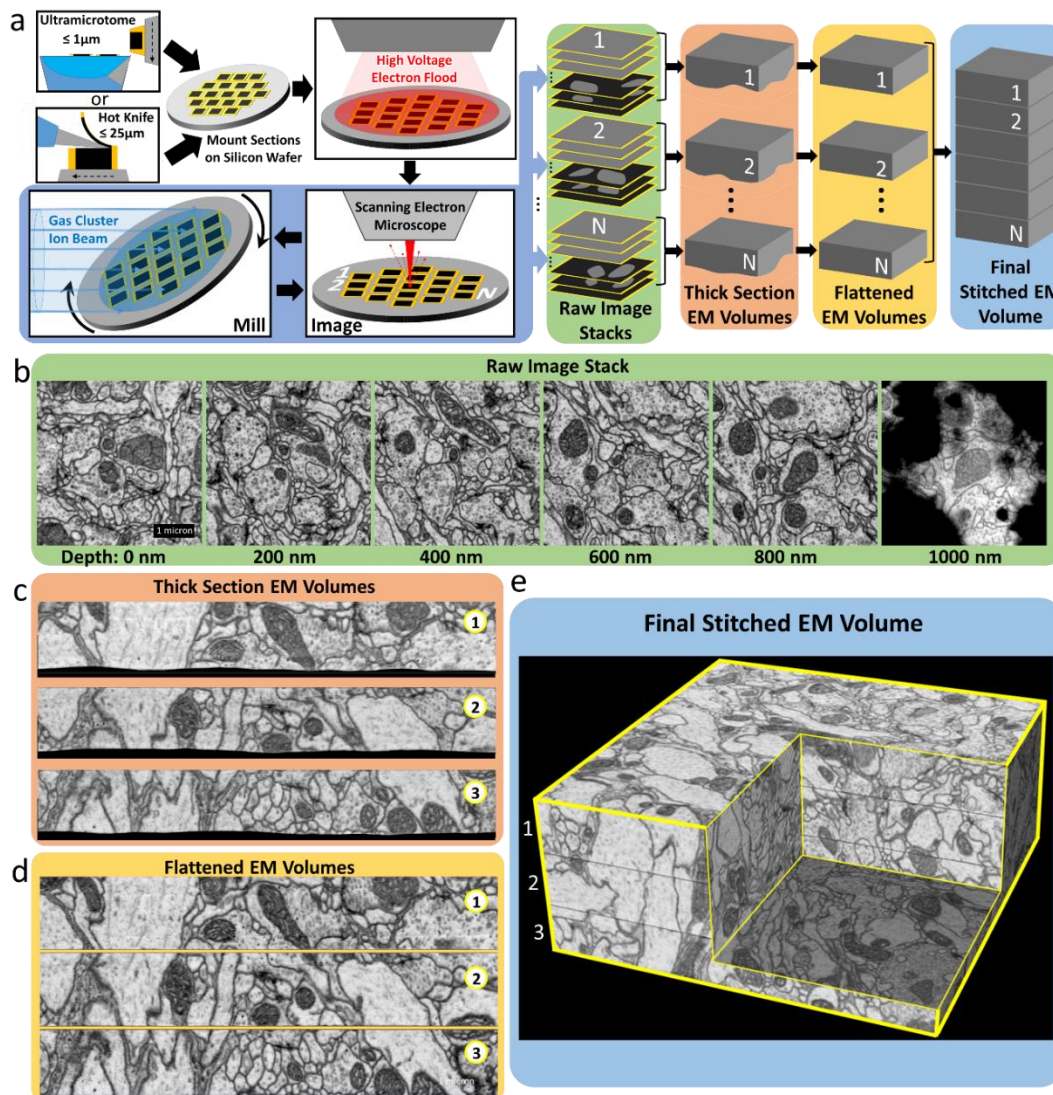 a
Ultramicrotome
≤ 1μm
or
Hot Knife
≤ 25μm
Mount Sections
on Silicon Wafer
High Voltage
Electron Flood
Gas Cluster
Ion Beam
Mill
Scanning Electron
Microscope
1
2
N
Image
1
2
N
Raw Image
Stacks
1
2
N
Thick Section
EM Volumes
1
2
N
Flattened
EM Volumes
1
2
N
Final
Stitched EM
Volume
b
Raw Image Stack
1 micron
Depth: 0 nm 200 nm 400 nm 600 nm 800 nm 1000 nm
c
Thick Section EM Volumes
1
2
3
d
Flattened EM Volumes
1
2
3
1 micron
e
Final Stitched EM Volume
1
2
3